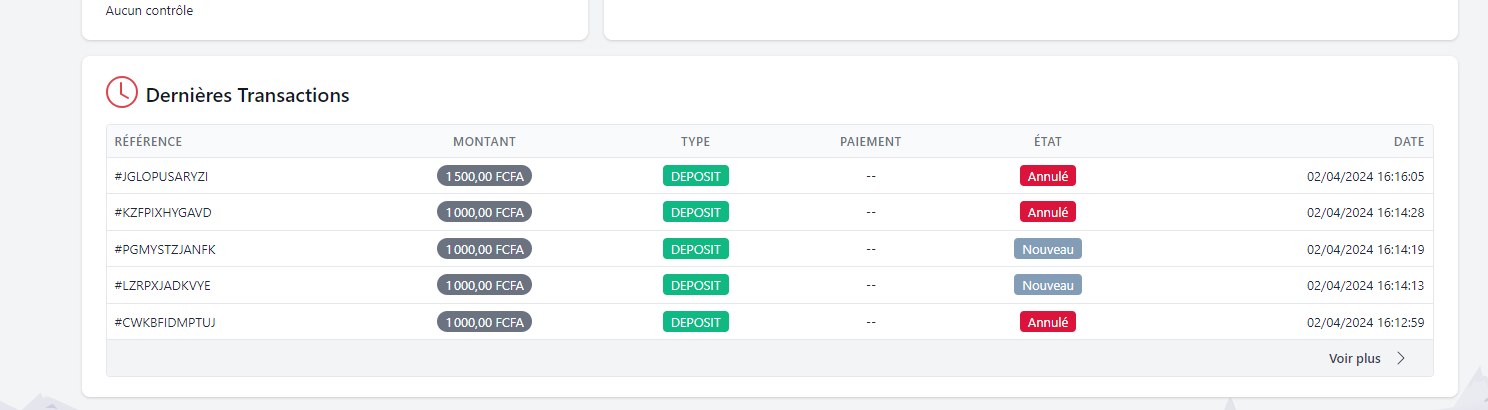 Aucun contrôle
Dernières Transactions
RÉFÉRENCE MONTANT TYPE PAIEMENT ÉTAT DATE
#JGLOPUSARYZI 1 500,00 FCFA DEPOSIT -- Annulé 02/04/2024 16:16:05
#KZFPIXHYGAVD 1 000,00 FCFA DEPOSIT -- Annulé 02/04/2024 16:14:28
#PGMYSTZJANFK 1 000,00 FCFA DEPOSIT -- Nouveau 02/04/2024 16:14:19
#LZRPXJADKVYE 1 000,00 FCFA DEPOSIT -- Nouveau 02/04/2024 16:14:13
#CWKBFIDMPTUJ 1 000,00 FCFA DEPOSIT -- Annulé 02/04/2024 16:12:59
Voir plus